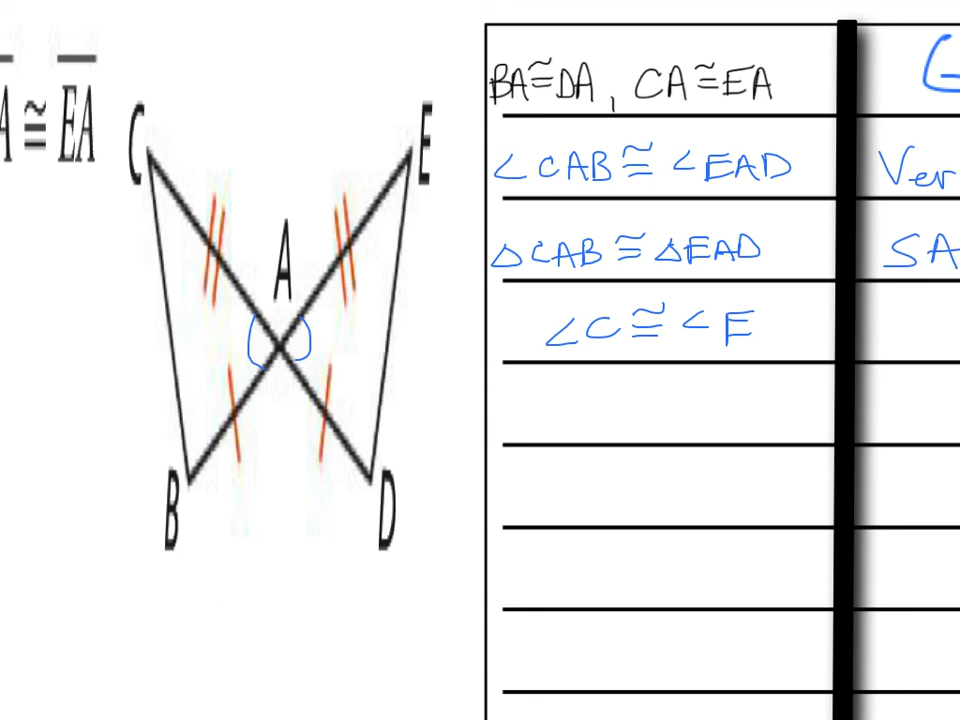 A ≅ EA
C
E
A
B
D
BA≅DA, CA≅EA
∠CAB ≅ ∠EAD
Ver
△CAB ≅ △EAD
SA
∠C ≅ ∠E